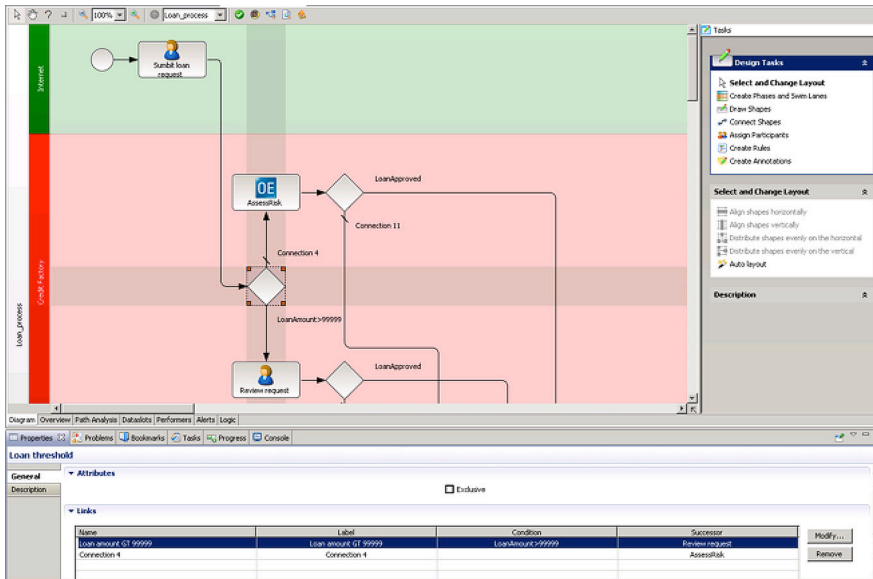 100%
Loan_process
Tasks
Design Tasks
Select and Change Layout
Create Phases and Swim Lanes
Draw Shapes
Connect Shapes
Assign Participants
Create Rules
Create Annotations
Select and Change Layout
Align shapes horizontally
Align shapes vertically
Distribute shapes evenly on the horizontal
Distribute shapes evenly on the vertical
Auto layout
Description
Internet
Sumbit loan
request
Loan_process
Credit Factory
OE
AssessRisk
LoanApproved
Connection 11
Connection 4
LoanAmount>99999
Review request
LoanApproved
Diagram Overview Path Analysis Dataslots Performers Alerts Logic
Properties Problems Bookmarks Tasks Progress Console
Loan threshold
General
Description
Attributes
Exclusive
Links
Name Label Condition Successor
Loan amount GT 99999 Loan amount GT 99999 LoanAmount>99999 Review request
Connection 4 Connection 4 AssessRisk
Modify...
Remove